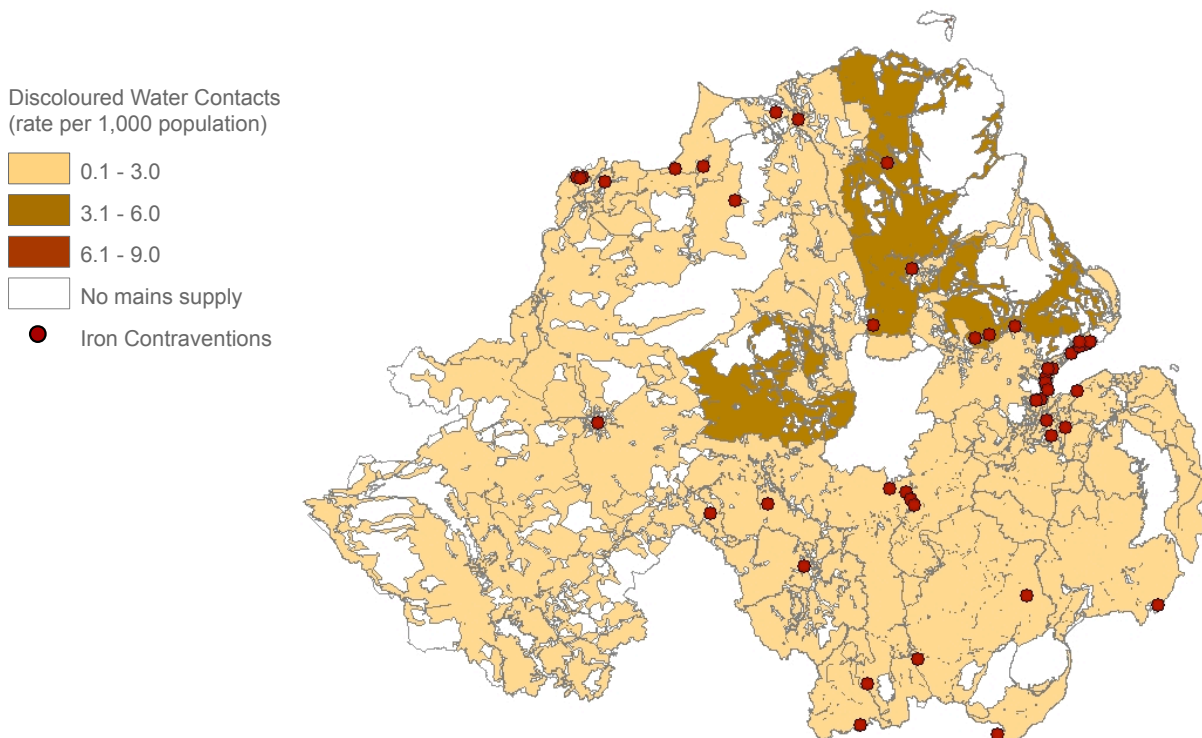 Discoloured Water Contacts
(rate per 1,000 population)
0.1 - 3.0
3.1 - 6.0
6.1 - 9.0
No mains supply
Iron Contraventions